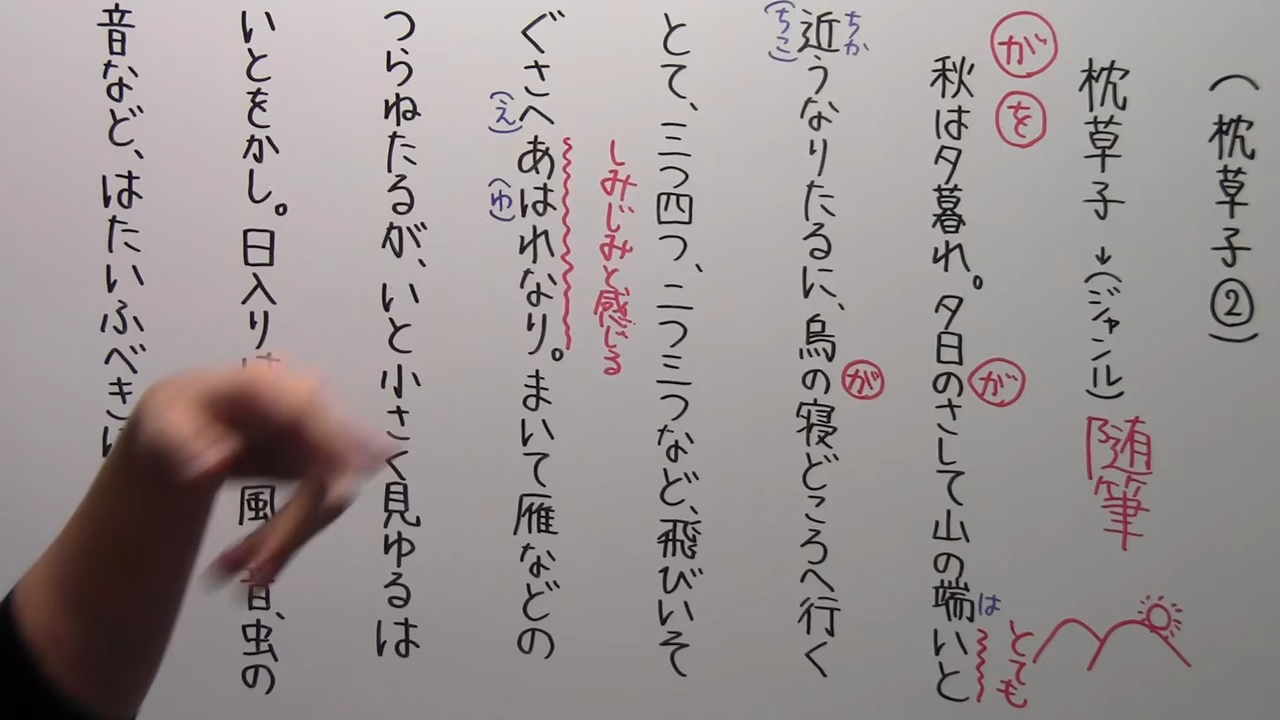 (枕草子②)
枕草子→(ジャンル)随筆
が
を
秋は夕暮れ。夕日のさして山の端いと
が
は
とても
近うなりたるに、烏の寝どころへ行く
ちか
(ちこ)
が
とて、三つ四つ、二つ三つなど、飛びいそ
しみじみと感じる
ぐさへあはれなり。まいて雁などの
(え)
(ゆ)
つらねたるが、いと小さく見ゆるは
いとをかし。日入り 風 音、虫の
音など、はたいふべきに